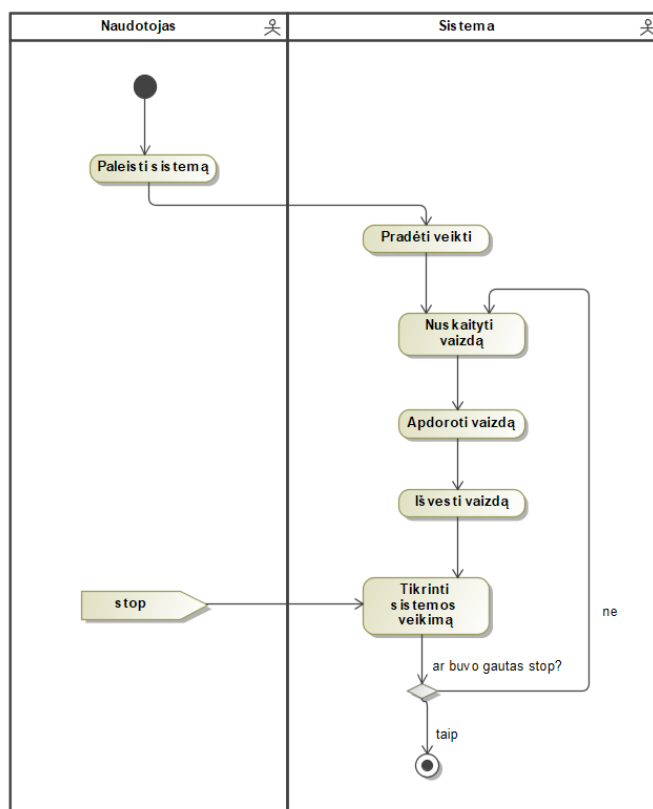 Naudotojas
Sistema
Paleisti sistemą
Pradėti veikti
Nuskaityti
vaizdą
Apdoroti vaizdą
Išvesti vaizdą
stop
Tikrinti
sistemos
veikimą
ne
ar buvo gautas stop?
taip